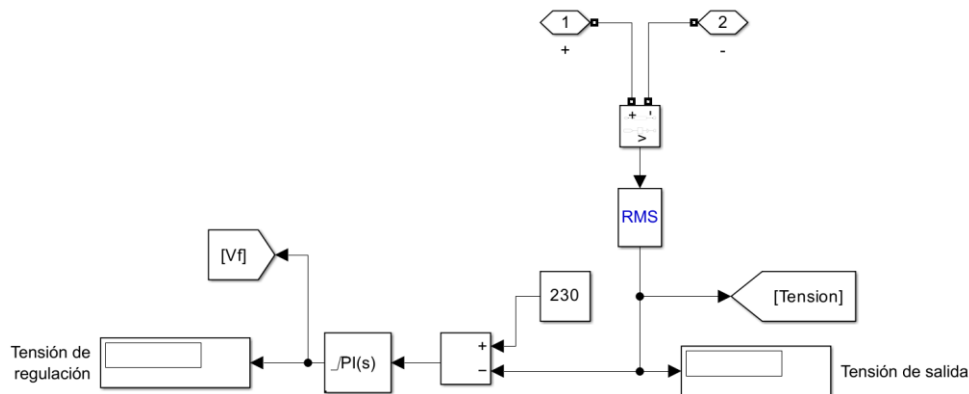 1
2
+
-
+ -
v
RMS
[Vf]
230
[Tension]
Tensión de
regulación
PI(s)
+
−
Tensión de salida